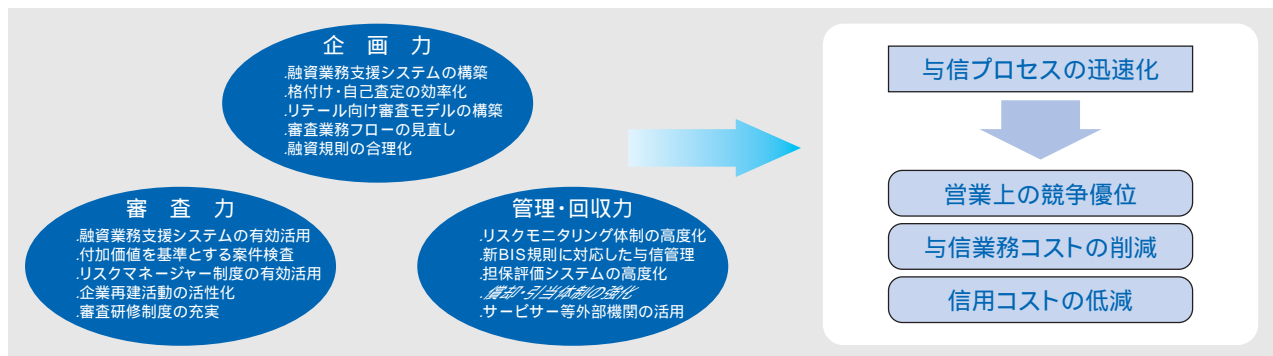 企 画 力
.融資業務支援システムの構築
.格付け・自己査定の効率化
.リテール向け審査モデルの構築
.審査業務フローの見直し
.融資規則の合理化
審 査 力
.融資業務支援システムの有効活用
.付加価値を基準とする案件検査
.リスクマネージャー制度の有効活用
.企業再建活動の活性化
.審査研修制度の充実
管理・回収力
.リスクモニタリング体制の高度化
.新BIS規則に対応した与信管理
.担保評価システムの高度化
.償却・引当体制の強化
.サービサー等外部機関の活用
与信プロセスの迅速化
営業上の競争優位
与信業務コストの削減
信用コストの低減